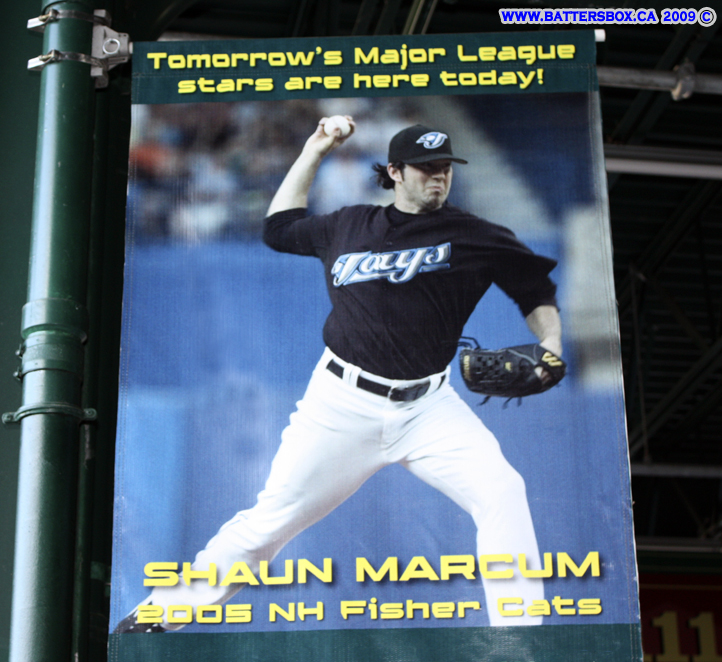 WWW.BATTERSBOX.CA 2009 ©
Tomorrow's Major League
stars are here today!
Jays
SHAUN MARCUM
2005 NH Fisher Cats
11